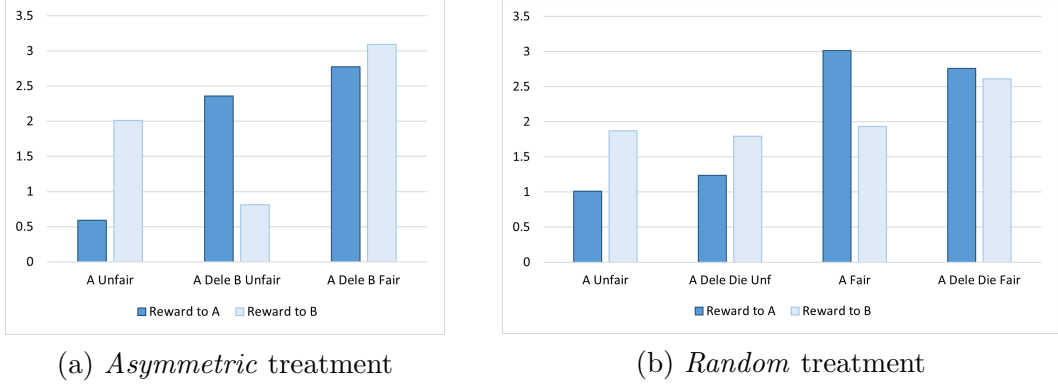 3.5
3
2.5
2
1.5
1
0.5
0
A Unfair A Dele B Unfair A Dele B Fair
Reward to A Reward to B
(a) Asymmetric treatment
3.5
3
2.5
2
1.5
1
0.5
0
A Unfair A Dele Die Unf A Fair A Dele Die Fair
Reward to A Reward to B
(b) Random treatment